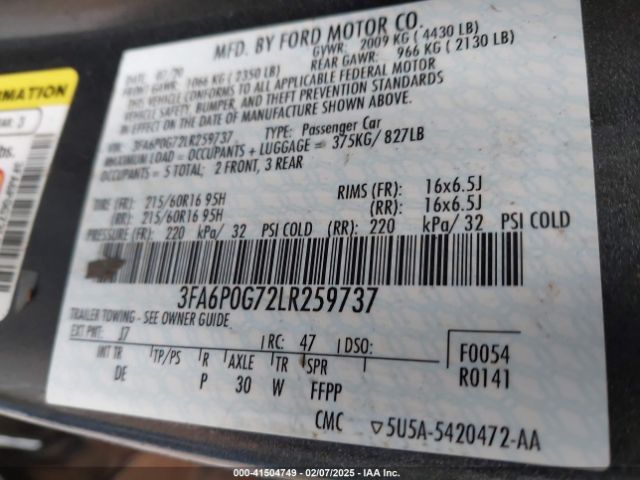 MFD. BY FORD MOTOR CO.
DATE: 07/20 GVWR: 2009 KG ( 4430 LB)
FRONT GAWR: 1066 KG ( 2350 LB) REAR GAWR: 966 KG ( 2130 LB)
THIS VEHICLE CONFORMS TO ALL APPLICABLE FEDERAL MOTOR
VEHICLE SAFETY, BUMPER, AND THEFT PREVENTION STANDARDS
IN EFFECT ON THE DATE OF MANUFACTURE SHOWN ABOVE.
VIN: 3FA6P0G72LR259737 TYPE: Passenger Car
MAXIMUM LOAD = OCCUPANTS + LUGGAGE = 375KG/ 827LB
OCCUPANTS = 5 TOTAL; 2 FRONT, 3 REAR
TIRE (FR): 215/60R16 95H RIMS (FR): 16x6.5J
(RR): 215/60R16 95H (RR): 16x6.5J
PRESSURE (FR): 220 kPa/ 32 PSI COLD (RR): 220 kPa/ 32 PSI COLD
3FA6P0G72LR259737
TRAILER TOWING - SEE OWNER GUIDE
EXT PNT: J7 RC: 47 DSO: F0054
INT TR TP/PS R AXLE TR SPR R0141
DE P 30 W FFPP
CMC ▽5U5A-5420472-AA
ORMATION
3
bs.
000-41504749 — 02/07/2025 — IAA Inc.